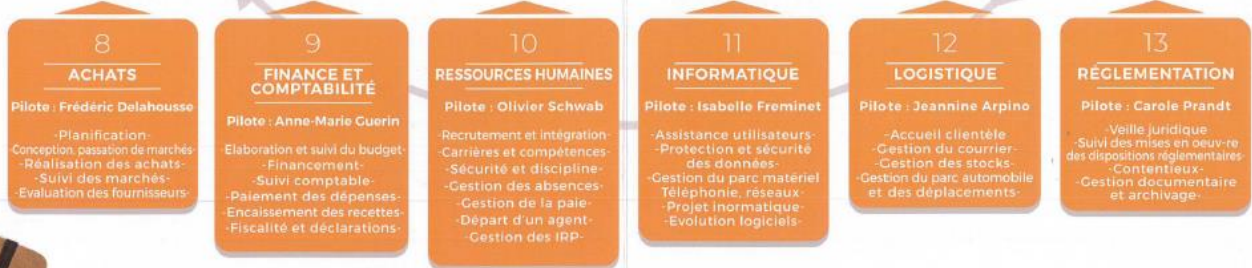 8
ACHATS
Pilote : Frédéric Delahousse
-Planification-
-Conception, passation de marchés-
-Réalisation des achats-
-Suivi des marchés-
-Evaluation des fournisseurs-
9
FINANCE ET
COMPTABILITÉ
Pilote : Anne-Marie Guerin
-Elaboration et suivi du budget-
-Financement-
-Suivi comptable-
-Paiement des dépenses-
-Encaissement des recettes-
-Fiscalité et déclarations-
10
RESSOURCES HUMAINES
Pilote : Olivier Schwab
-Recrutement et intégration-
-Carrières et compétences-
-Sécurité et discipline-
-Gestion des absences-
-Gestion de la paie-
-Départ d'un agent-
-Gestion des IRP-
11
INFORMATIQUE
Pilote : Isabelle Freminet
-Assistance utilisateurs-
-Protection et sécurité
des données-
-Gestion du parc matériel
Téléphonie, réseaux-
-Projet inormatique-
-Evolution logiciels-
12
LOGISTIQUE
Pilote : Jeannine Arpino
-Accueil clientèle
-Gestion du courrier-
-Gestion des stocks-
-Gestion du parc automobile
et des déplacements-
13
RÉGLEMENTATION
Pilote : Carole Prandt
-Veille juridique
-Suivi des mises en oeuv-re
des dispositions réglementaires-
-Contentieux-
-Gestion documentaire
et archivage-